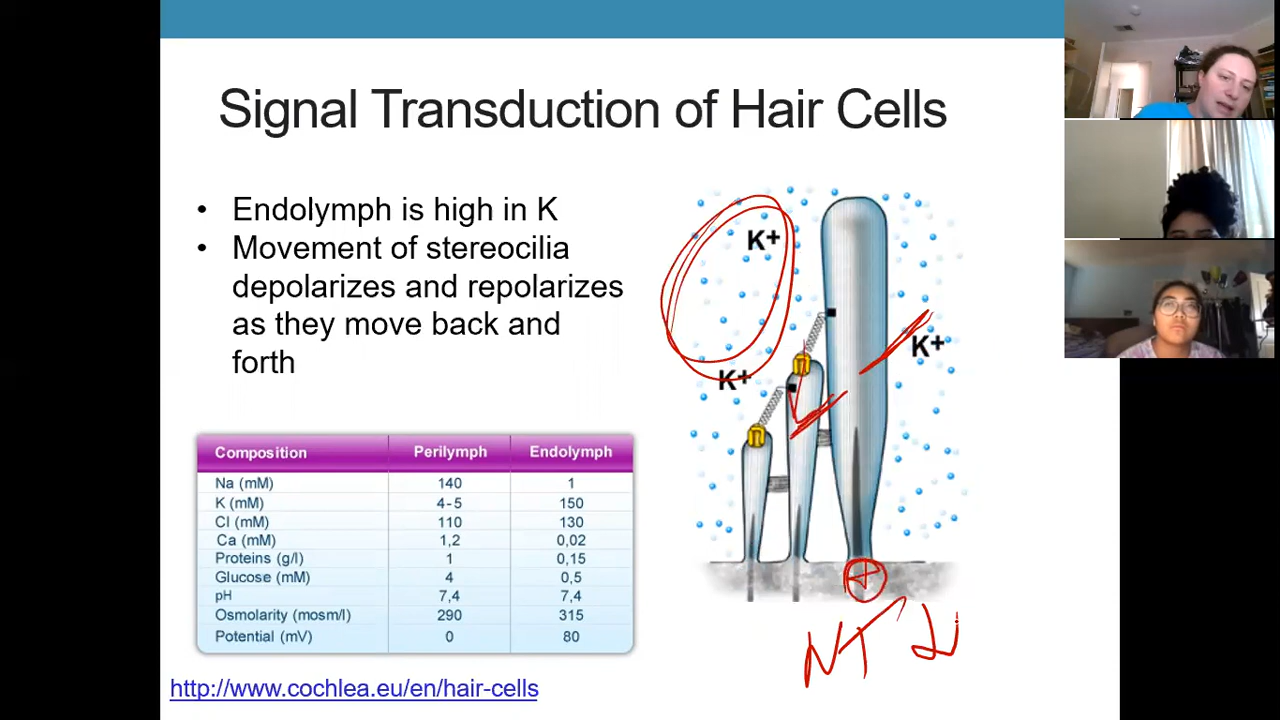 Signal Transduction of Hair Cells
• Endolymph is high in K
• Movement of stereocilia
depolarizes and repolarizes
as they move back and
forth
K+
K+
K+
n
n
Composition Perilymph Endolymph
Na (mM) 140 1
K (mM) 4-5 150
Cl (mM) 110 130
Ca (mM) 1,2 0,02
Proteins (g/l) 1 0,15
Glucose (mM) 4 0,5
pH 7,4 7,4
Osmolarity (mosm/l) 290 315
Potential (mV) 0 80
+
NT
http://www.cochlea.eu/en/hair-cells